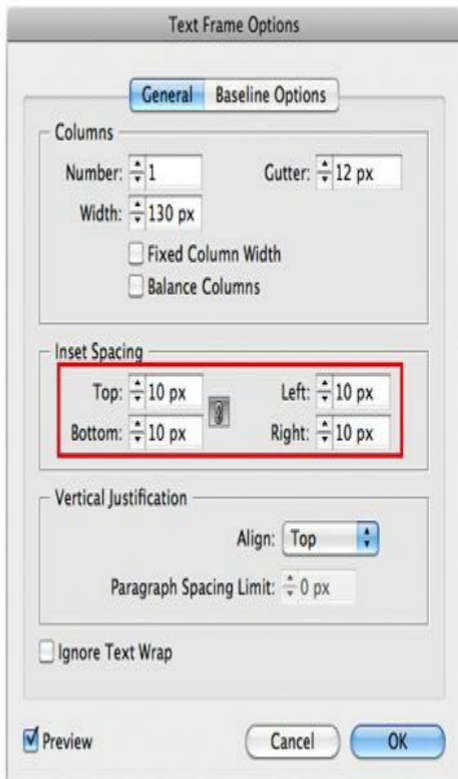 Text Frame Options
General Baseline Options
Columns
Number: 1 Gutter: 12 px
Width: 130 px
Fixed Column Width
Balance Columns
Inset Spacing
Top: 10 px Left: 10 px
Bottom: 10 px Right: 10 px
Vertical Justification
Align: Top
Paragraph Spacing Limit: 0 px
Ignore Text Wrap
Preview Cancel OK